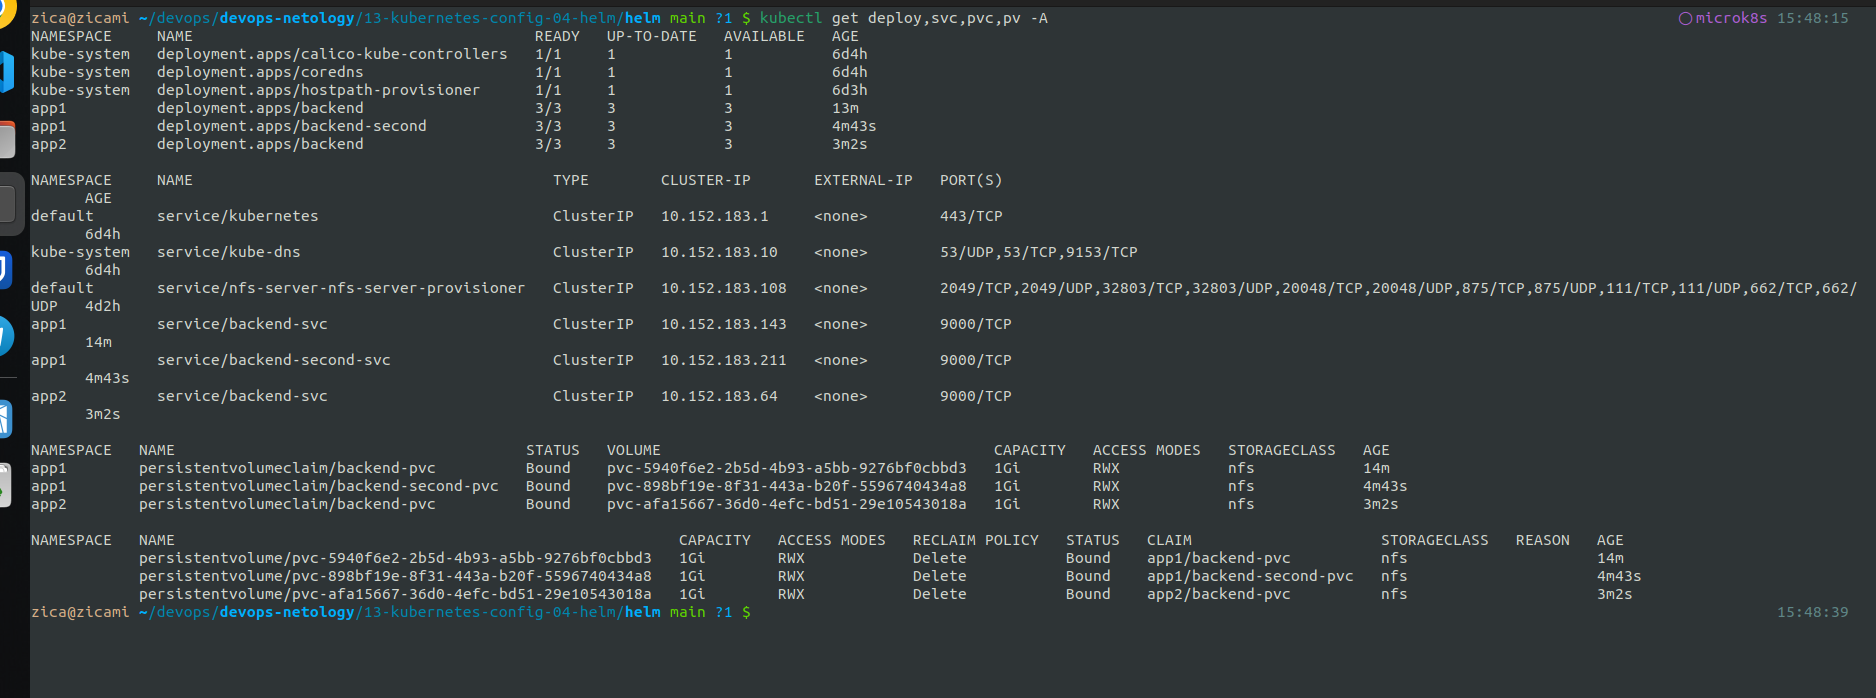 zica@zicami ~/devops/devops-netology/13-kubernetes-config-04-helm/helm main ?1 $ kubectl get deploy,svc,pvc,pv -A microk8s 15:48:15
NAMESPACE NAME READY UP-TO-DATE AVAILABLE AGE
kube-system deployment.apps/calico-kube-controllers 1/1 1 1 6d4h
kube-system deployment.apps/coredns 1/1 1 1 6d4h
kube-system deployment.apps/hostpath-provisioner 1/1 1 1 6d3h
app1 deployment.apps/backend 3/3 3 3 13m
app1 deployment.apps/backend-second 3/3 3 3 4m43s
app2 deployment.apps/backend 3/3 3 3 3m2s
NAMESPACE NAME TYPE CLUSTER-IP EXTERNAL-IP PORT(S)
AGE
default service/kubernetes ClusterIP 10.152.183.1 <none> 443/TCP
6d4h
kube-system service/kube-dns ClusterIP 10.152.183.10 <none> 53/UDP,53/TCP,9153/TCP
6d4h
default service/nfs-server-nfs-server-provisioner ClusterIP 10.152.183.108 <none> 2049/TCP,2049/UDP,32803/TCP,32803/UDP,20048/TCP,20048/UDP,875/TCP,875/UDP,111/TCP,111/UDP,662/TCP,662/
UDP 4d2h
app1 service/backend-svc ClusterIP 10.152.183.143 <none> 9000/TCP
14m
app1 service/backend-second-svc ClusterIP 10.152.183.211 <none> 9000/TCP
4m43s
app2 service/backend-svc ClusterIP 10.152.183.64 <none> 9000/TCP
3m2s
NAMESPACE NAME STATUS VOLUME CAPACITY ACCESS MODES STORAGECLASS AGE
app1 persistentvolumeclaim/backend-pvc Bound pvc-5940f6e2-2b5d-4b93-a5bb-9276bf0cbbd3 1Gi RWX nfs 14m
app1 persistentvolumeclaim/backend-second-pvc Bound pvc-898bf19e-8f31-443a-b20f-5596740434a8 1Gi RWX nfs 4m43s
app2 persistentvolumeclaim/backend-pvc Bound pvc-afa15667-36d0-4efc-bd51-29e10543018a 1Gi RWX nfs 3m2s
NAMESPACE NAME CAPACITY ACCESS MODES RECLAIM POLICY STATUS CLAIM STORAGECLASS REASON AGE
persistentvolume/pvc-5940f6e2-2b5d-4b93-a5bb-9276bf0cbbd3 1Gi RWX Delete Bound app1/backend-pvc nfs 14m
persistentvolume/pvc-898bf19e-8f31-443a-b20f-5596740434a8 1Gi RWX Delete Bound app1/backend-second-pvc nfs 4m43s
persistentvolume/pvc-afa15667-36d0-4efc-bd51-29e10543018a 1Gi RWX Delete Bound app2/backend-pvc nfs 3m2s
zica@zicami ~/devops/devops-netology/13-kubernetes-config-04-helm/helm main ?1 $ 15:48:39